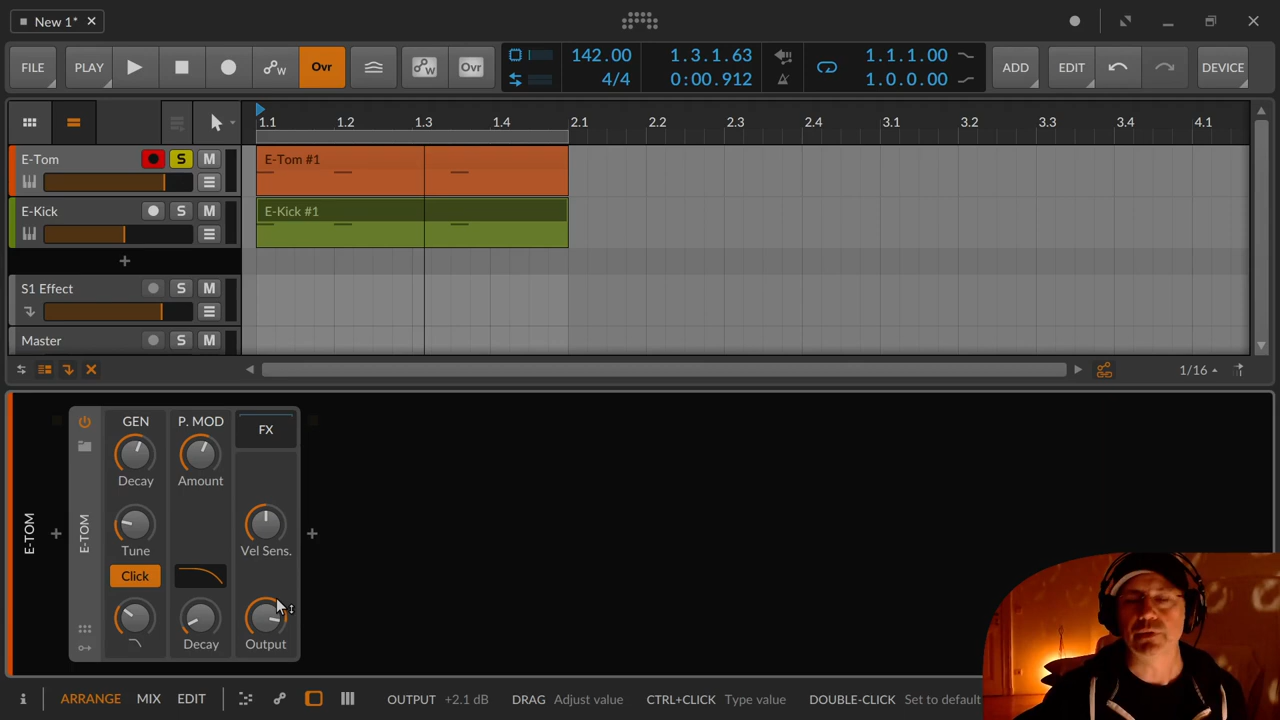 New 1*
FILE PLAY Ovr Ovr 142.00 4/4 1.3.1.63 0:00.912 1.1.1.00 1.0.0.00 ADD EDIT DEVICE
1.1 1.2 1.3 1.4 2.1 2.2 2.3 2.4 3.1 3.2 3.3 3.4 4.1
E-Tom S M E-Tom #1
E-Kick S M E-Kick #1
S1 Effect S M
Master S M
1/16
E-TOM
E-TOM
GEN P. MOD FX
Decay Amount
Tune Vel Sens.
Click
Decay Output
i ARRANGE MIX EDIT OUTPUT +2.1 dB DRAG Adjust value CTRL+CLICK Type value DOUBLE-CLICK Set to default